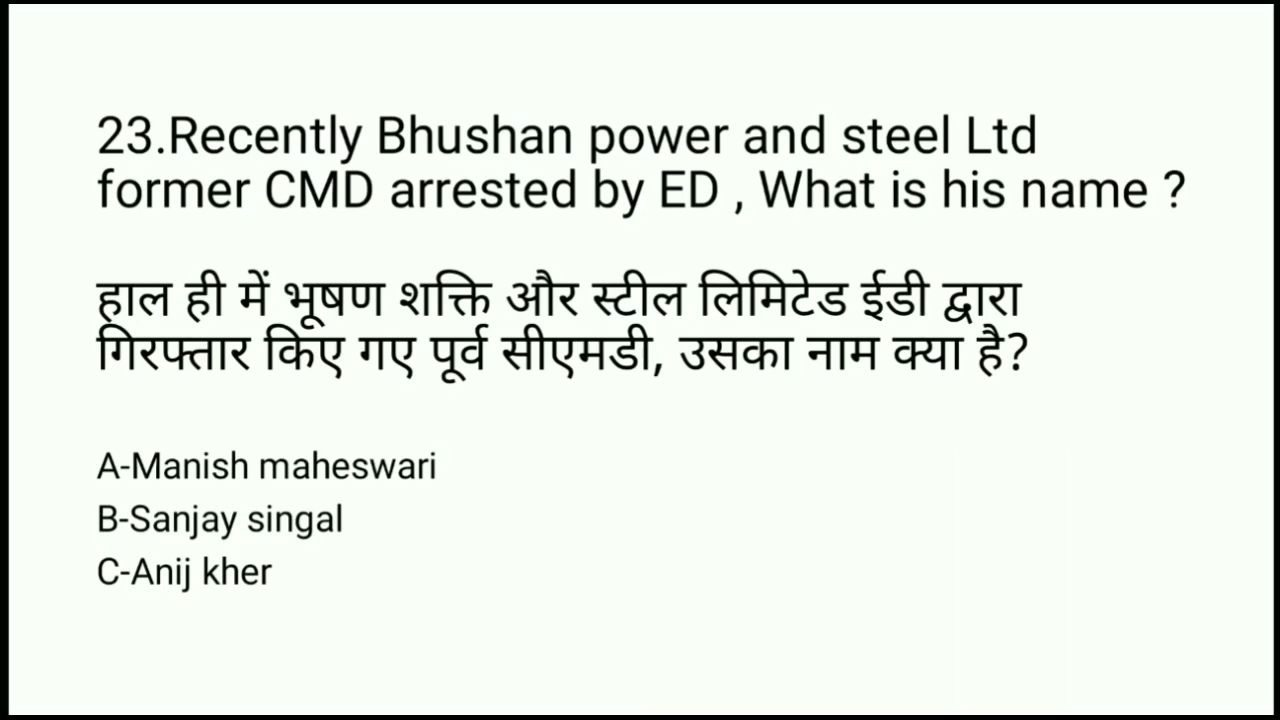 23.Recently Bhushan power and steel Ltd
former CMD arrested by ED , What is his name ?
हाल ही में भूषण शक्ति और स्टील लिमिटेड ईडी द्वारा
गिरफ्तार किए गए पूर्व सीएमडी, उसका नाम क्या है?
A-Manish maheswari
B-Sanjay singal
C-Anij kher